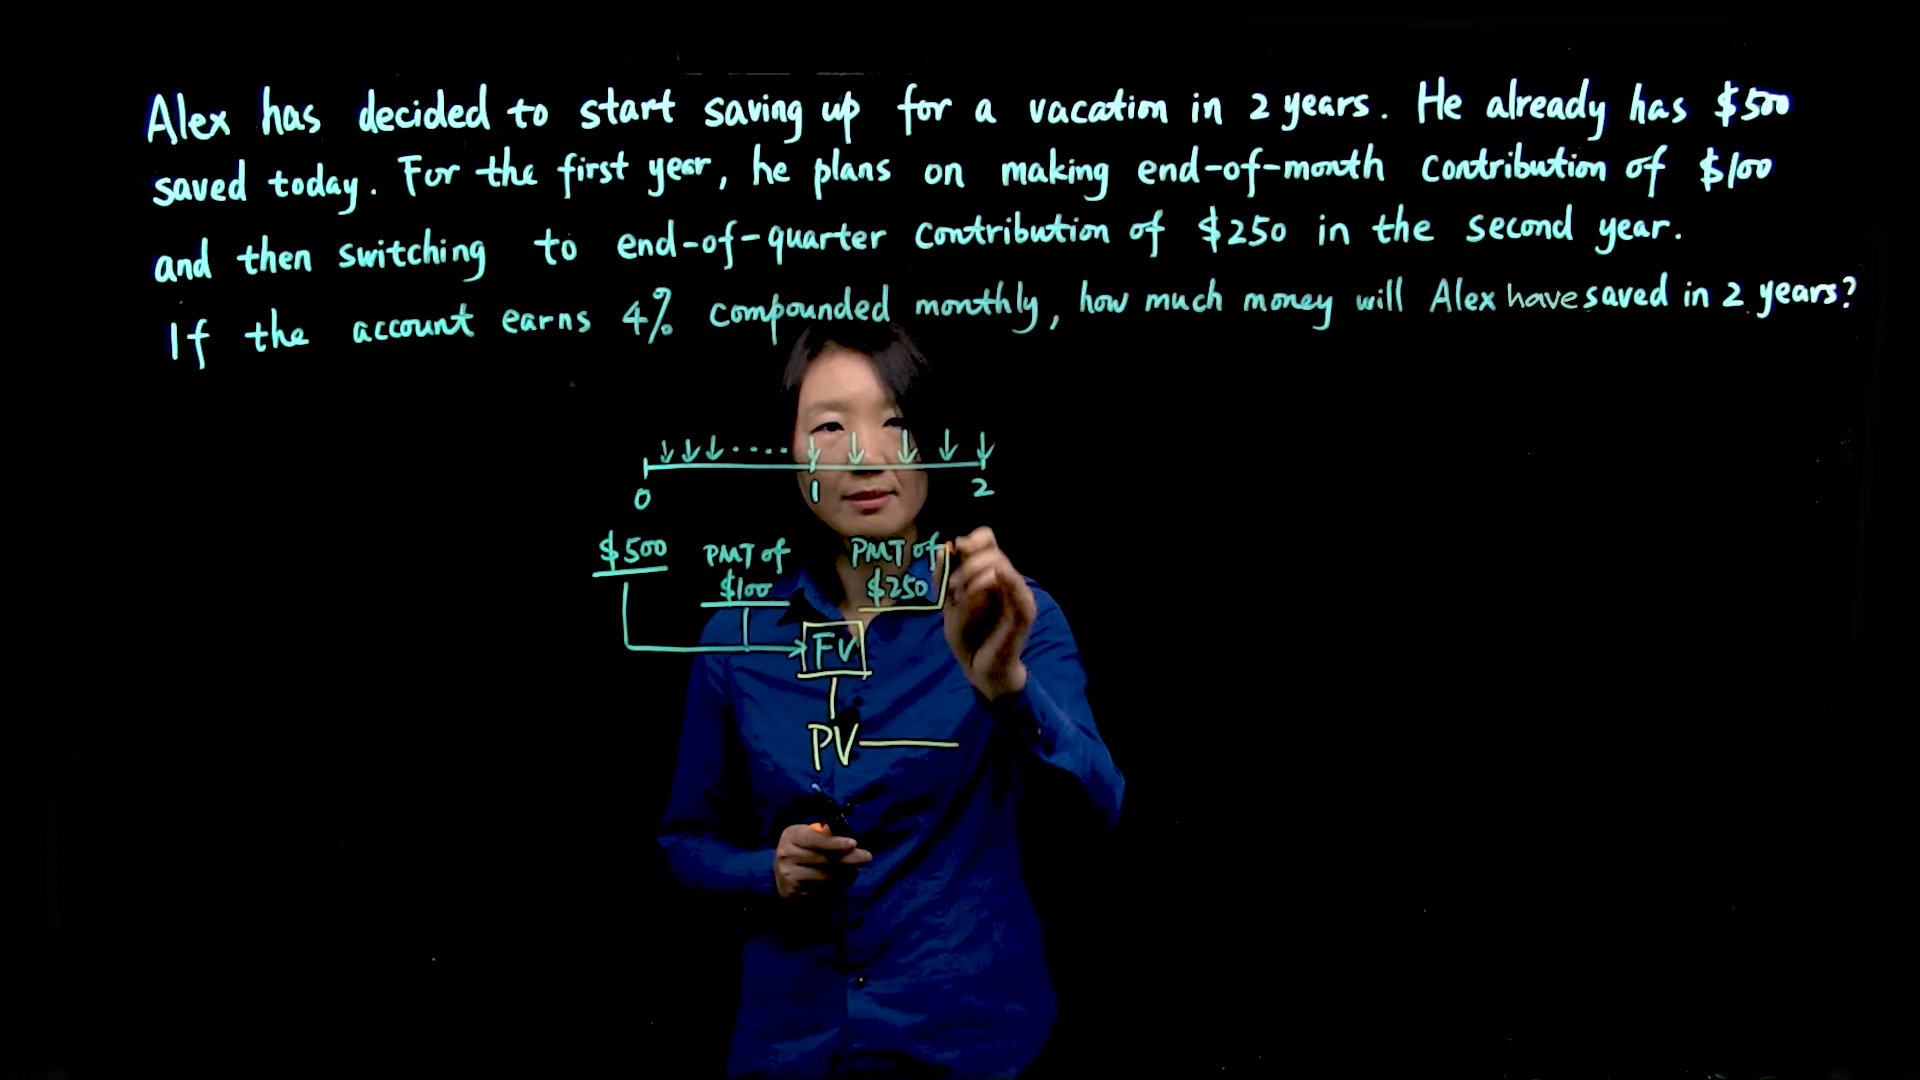 Alex has decided to start saving up for a vacation in 2 years. He already has $500
saved today. For the first year, he plans on making end-of-month contribution of $100
and then switching to end-of-quarter contribution of $250 in the second year.
If the account earns 4% compounded monthly, how much money will Alex have saved in 2 years?
0 1 2
$500 PMT of PMT of
$100 $250
FV
PV